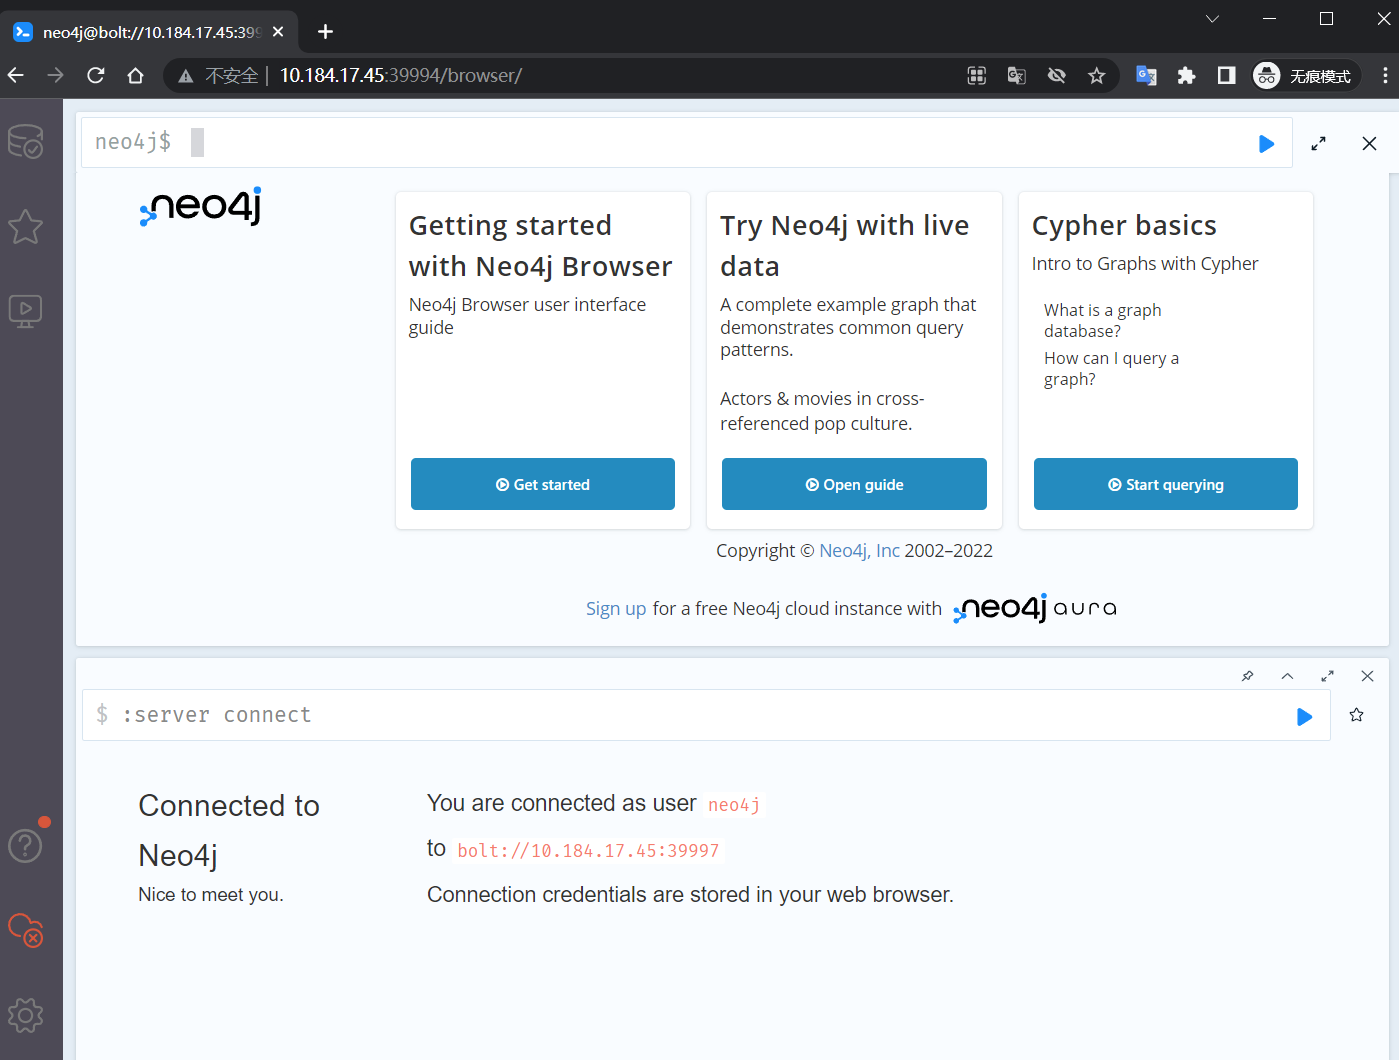 neo4j@bolt://10.184.17.45:399
不安全 10.184.17.45:39994/browser/
无痕模式
neo4j$
neo4j
Getting started
with Neo4j Browser
Neo4j Browser user interface
guide
Get started
Try Neo4j with live
data
A complete example graph that
demonstrates common query
patterns.
Actors & movies in cross-
referenced pop culture.
Open guide
Cypher basics
Intro to Graphs with Cypher
What is a graph
database?
How can I query a
graph?
Start querying
Copyright © Neo4j, Inc 2002–2022
Sign up for a free Neo4j cloud instance with neo4j aura
$ :server connect
Connected to
Neo4j
Nice to meet you.
You are connected as user neo4j
to bolt://10.184.17.45:39997
Connection credentials are stored in your web browser.